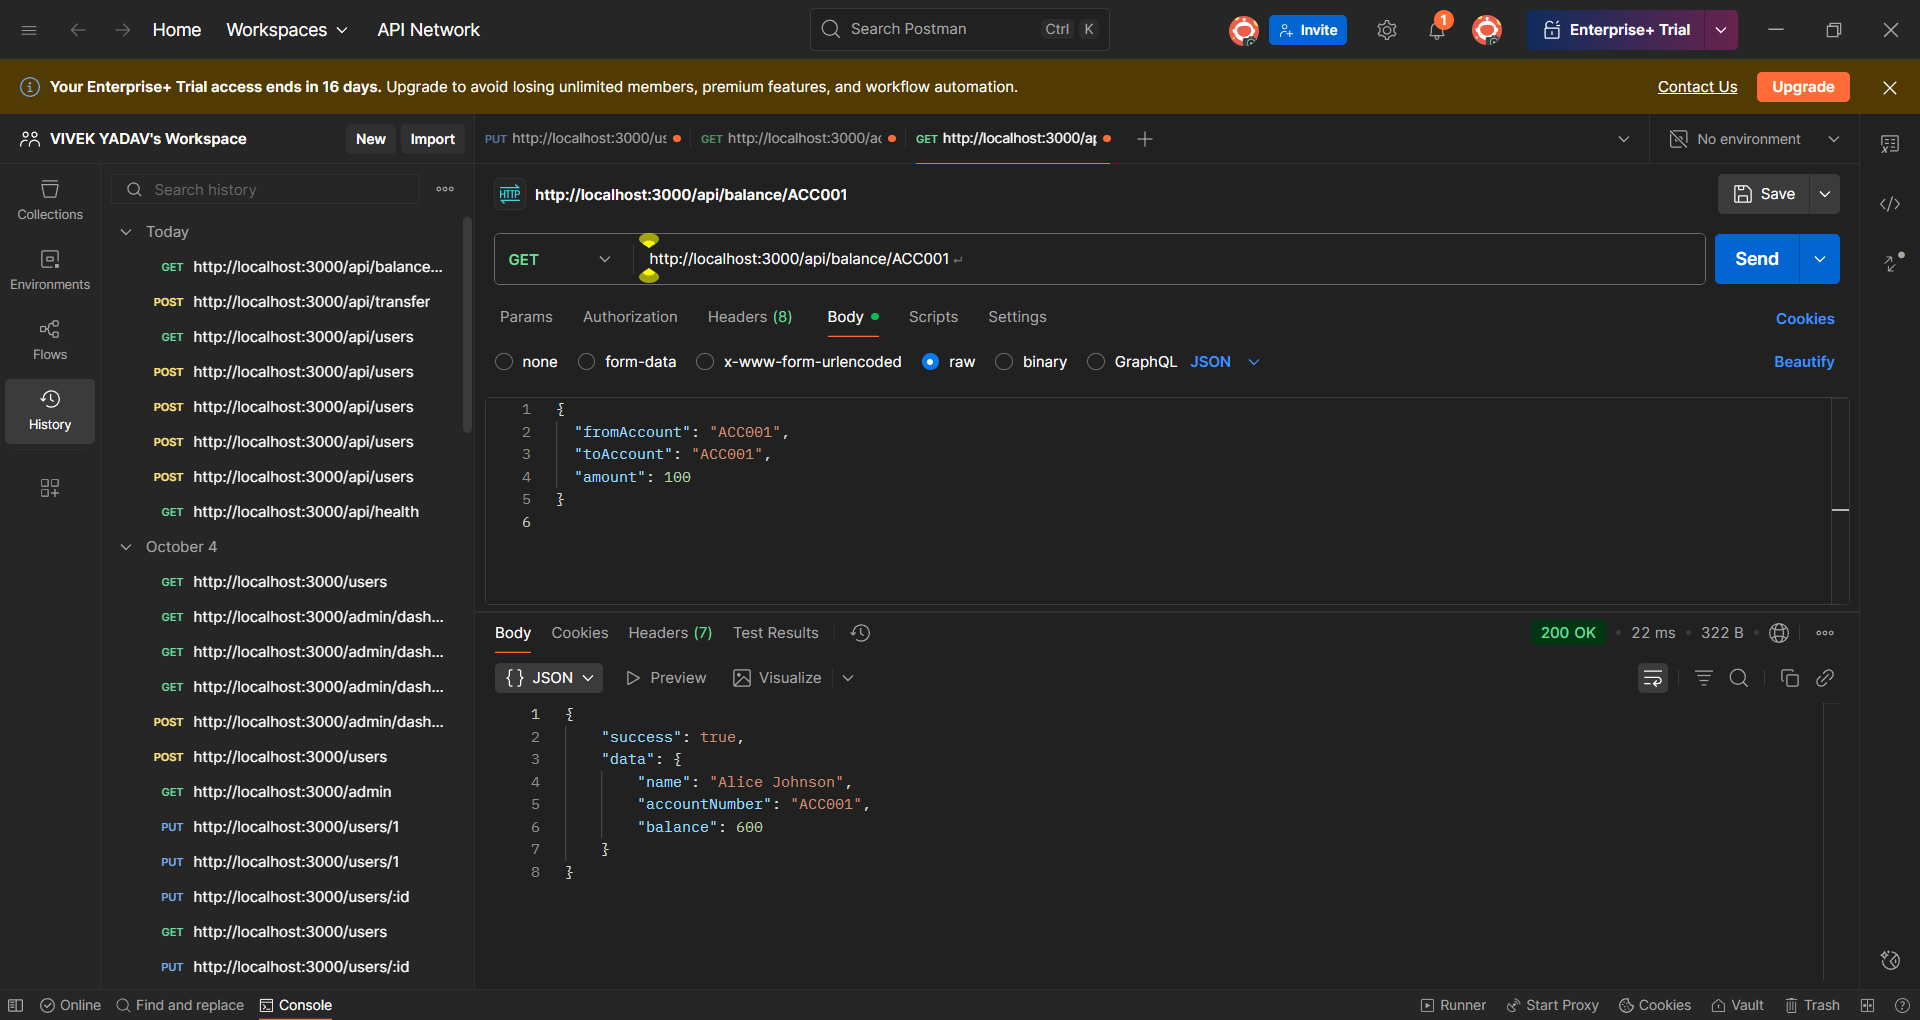 Home Workspaces API Network Search Postman Ctrl K Invite 1 Enterprise+ Trial
Your Enterprise+ Trial access ends in 16 days. Upgrade to avoid losing unlimited members, premium features, and workflow automation. Contact Us Upgrade
VIVEK YADAV's Workspace New Import PUT http://localhost:3000/us GET http://localhost:3000/ac GET http://localhost:3000/ap No environment
Collections
Environments
Flows
History
Search history
Today
GET http://localhost:3000/api/balance...
POST http://localhost:3000/api/transfer
GET http://localhost:3000/api/users
POST http://localhost:3000/api/users
POST http://localhost:3000/api/users
POST http://localhost:3000/api/users
POST http://localhost:3000/api/users
GET http://localhost:3000/api/health
October 4
GET http://localhost:3000/users
GET http://localhost:3000/admin/dash...
GET http://localhost:3000/admin/dash...
GET http://localhost:3000/admin/dash...
POST http://localhost:3000/admin/dash...
POST http://localhost:3000/users
GET http://localhost:3000/admin
PUT http://localhost:3000/users/1
PUT http://localhost:3000/users/1
PUT http://localhost:3000/users/:id
GET http://localhost:3000/users
PUT http://localhost:3000/users/:id
HTTP http://localhost:3000/api/balance/ACC001 Save
GET http://localhost:3000/api/balance/ACC001 Send
Params Authorization Headers (8) Body Scripts Settings Cookies
none form-data x-www-form-urlencoded raw binary GraphQL JSON Beautify
1 {
2 "fromAccount": "ACC001",
3 "toAccount": "ACC001",
4 "amount": 100
5 }
6
Body Cookies Headers (7) Test Results 200 OK • 22 ms • 322 B
{} JSON Preview Visualize
1 {
2 "success": true,
3 "data": {
4 "name": "Alice Johnson",
5 "accountNumber": "ACC001",
6 "balance": 600
7 }
8 }
Online Find and replace Console Runner Start Proxy Cookies Vault Trash